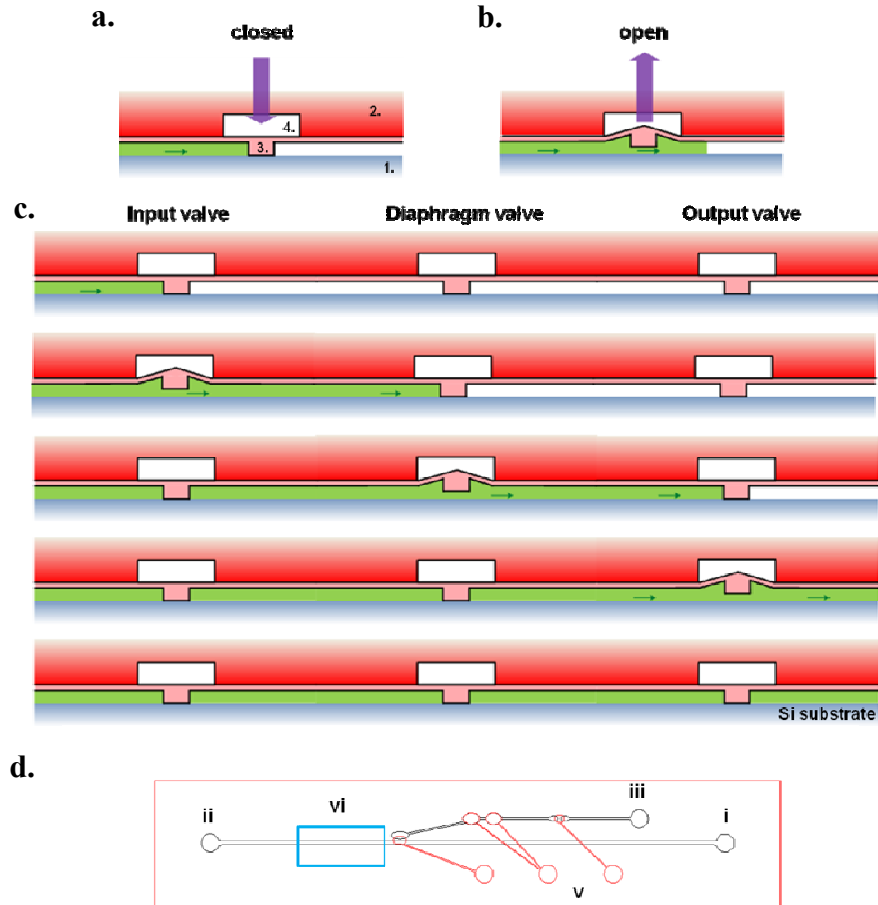 a.
b.
closed
open
2.
4.
3.
1.
c.
Input valve
Diaphragm valve
Output valve
Si substrate
d.
ii
vi
iii
i
v